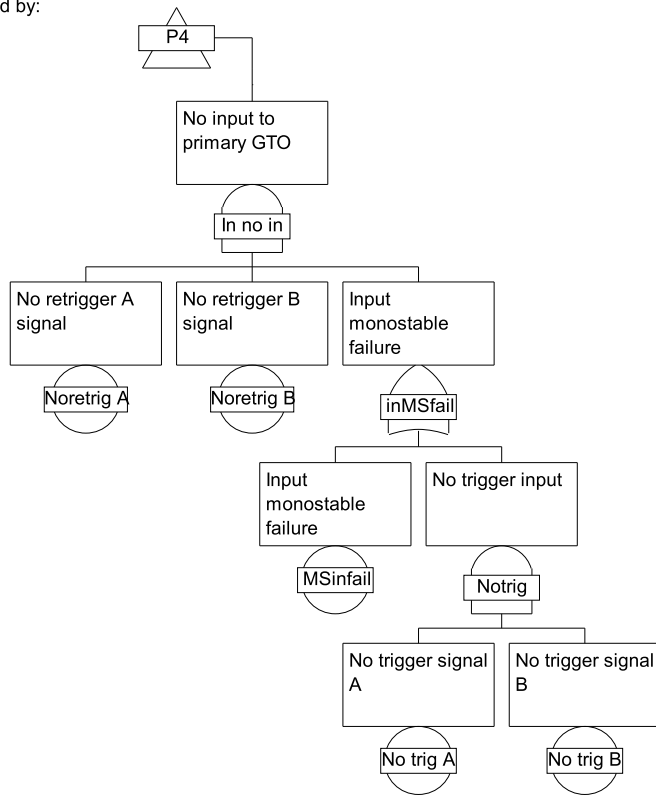 d by:
P4
No input to
primary GTO
In no in
No retrigger A
signal
No retrigger B
signal
Input
monostable
failure
Noretrig A
Noretrig B
inMSfail
Input
monostable
failure
No trigger input
MSinfail
Notrig
No trigger signal
A
No trigger signal
B
No trig A
No trig B